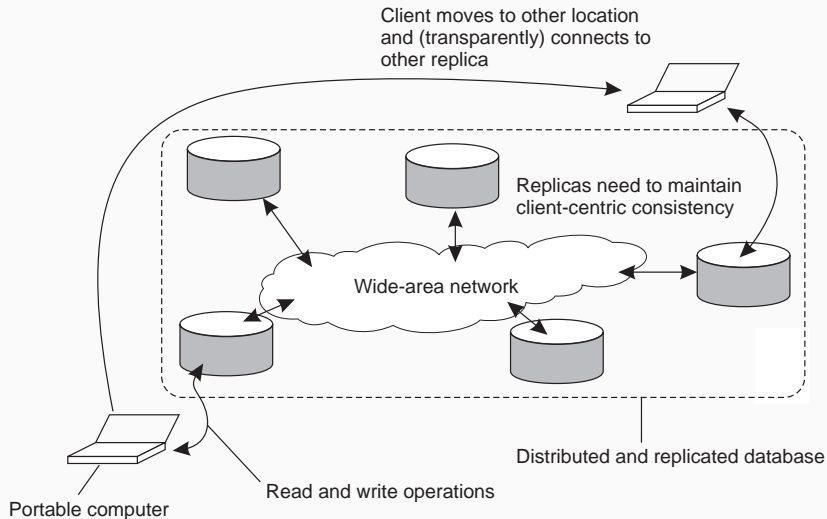 Client moves to other location
and (transparently) connects to
other replica
Replicas need to maintain
client-centric consistency
Wide-area network
Distributed and replicated database
Read and write operations
Portable computer